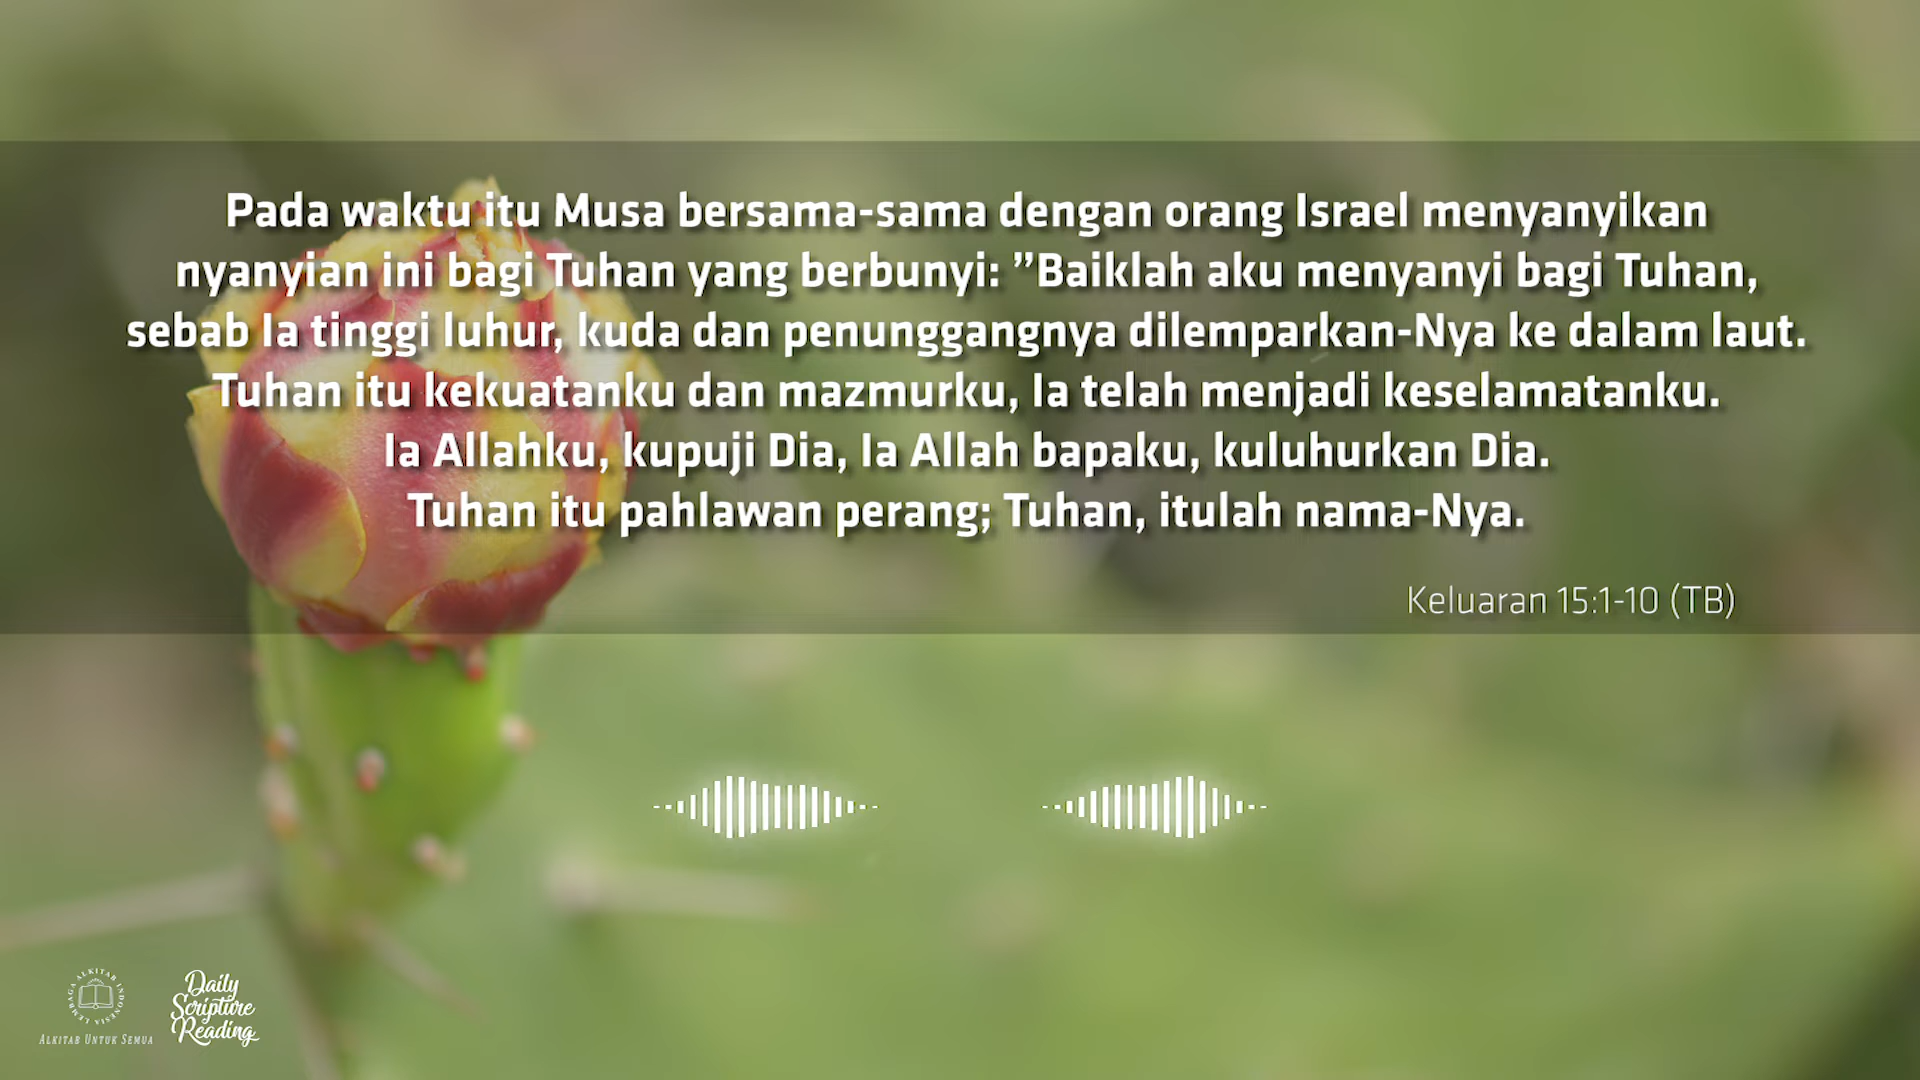 Pada waktu itu Musa bersama-sama dengan orang Israel menyanyikan
nyanyian ini bagi Tuhan yang berbunyi: ”Baiklah aku menyanyi bagi Tuhan,
sebab Ia tinggi luhur, kuda dan penunggangnya dilemparkan-Nya ke dalam laut.
Tuhan itu kekuatanku dan mazmurku, Ia telah menjadi keselamatanku.
Ia Allahku, kupuji Dia, Ia Allah bapaku, kuluhurkan Dia.
Tuhan itu pahlawan perang; Tuhan, itulah nama-Nya.
Keluaran 15:1-10 (TB)
LEMBAGA ALKITAB INDONESIA
ALKITAB UNTUK SEMUA
Daily
Scripture
Reading